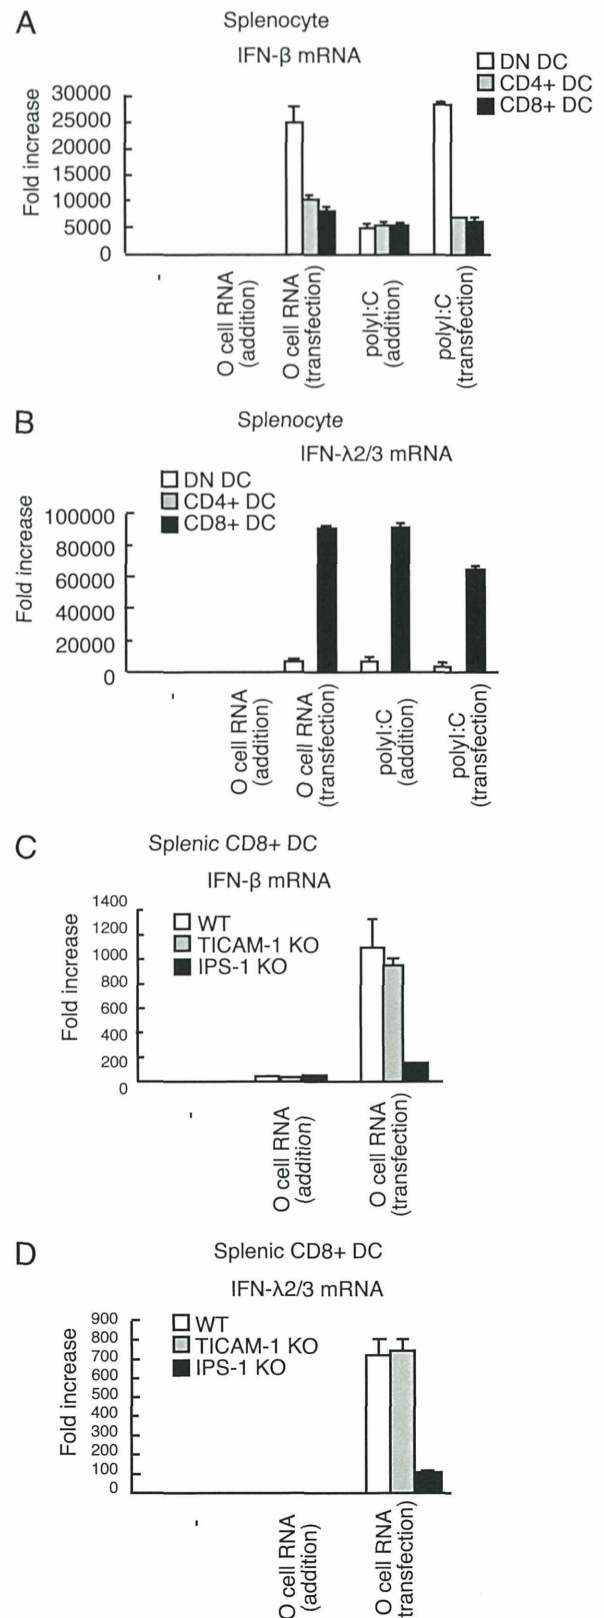 A
Splenocyte
IFN-β mRNA
DN DC
CD4+ DC
CD8+ DC
Fold increase
30000
25000
20000
15000
10000
5000
0
-
O cell RNA
(addition)
O cell RNA
(transfection)
polyI:C
(addition)
polyI:C
(transfection)
B
Splenocyte
IFN-λ2/3 mRNA
DN DC
CD4+ DC
CD8+ DC
Fold increase
100000
80000
60000
40000
20000
0
-
O cell RNA
(addition)
O cell RNA
(transfection)
polyI:C
(addition)
polyI:C
(transfection)
C
Splenic CD8+ DC
IFN-β mRNA
WT
TICAM-1 KO
IPS-1 KO
Fold increase
1400
1200
1000
800
600
400
200
0
-
O cell RNA
(addition)
O cell RNA
(transfection)
D
Splenic CD8+ DC
IFN-λ2/3 mRNA
WT
TICAM-1 KO
IPS-1 KO
Fold increase
900
800
700
600
500
400
300
200
100
0
-
O cell RNA
(addition)
O cell RNA
transfection)